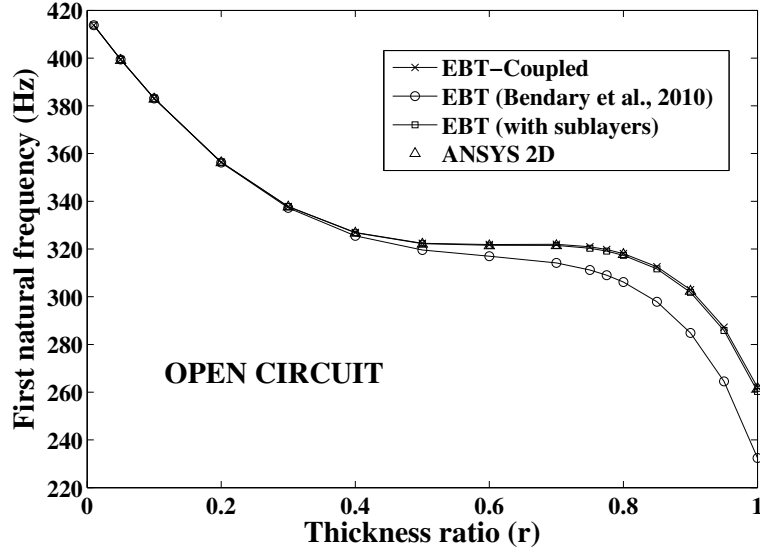 420
400
380
360
340
320
300
280
260
240
220
First natural frequency (Hz)
EBT−Coupled
EBT (Bendary et al., 2010)
EBT (with sublayers)
ANSYS 2D
OPEN CIRCUIT
0 0.2 0.4 0.6 0.8 1
Thickness ratio (r)